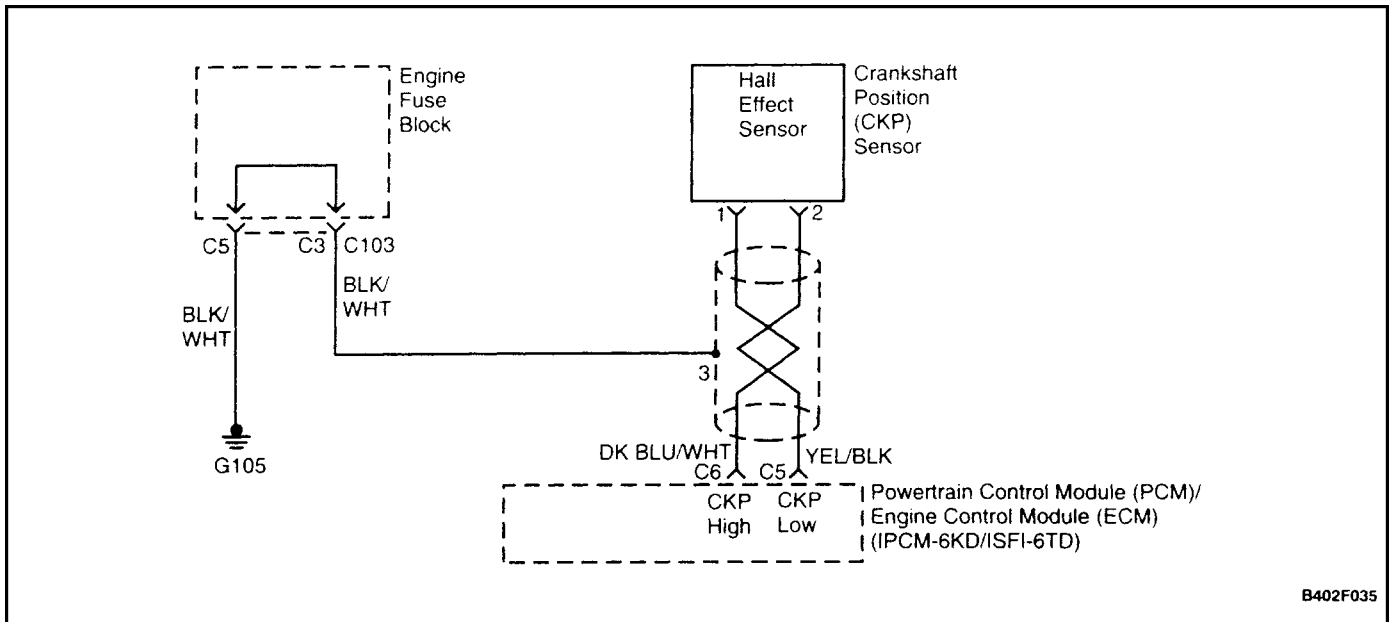 Engine
Fuse
Block
Hall
Effect
Sensor
Crankshaft
Position
(CKP)
Sensor
1
2
C5
C3
C103
BLK/
WHT
BLK/
WHT
3
G105
DK BLU/WHT
YEL/BLK
C6
C5
CKP
High
CKP
Low
Powertrain Control Module (PCM)/
Engine Control Module (ECM)
(IPCM-6KD/ISFI-6TD)
B402F035